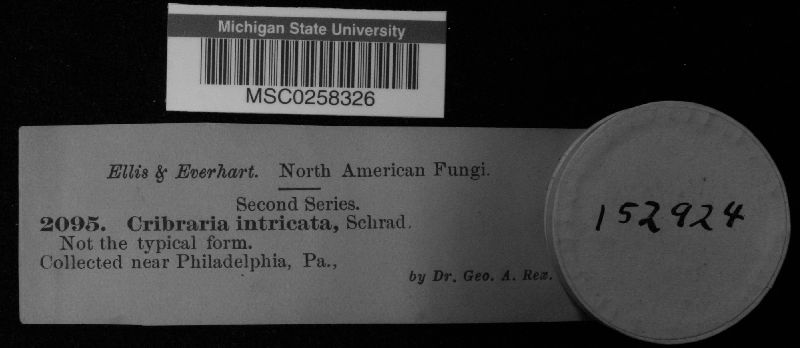 Michigan State University
MSC0258326
Ellis & Everhart. North American Fungi.
Second Series.
2095. Cribraria intricata, Schrad.
Not the typical form.
Collected near Philadelphia, Pa.,
by Dr. Geo. A. Rex.
152924